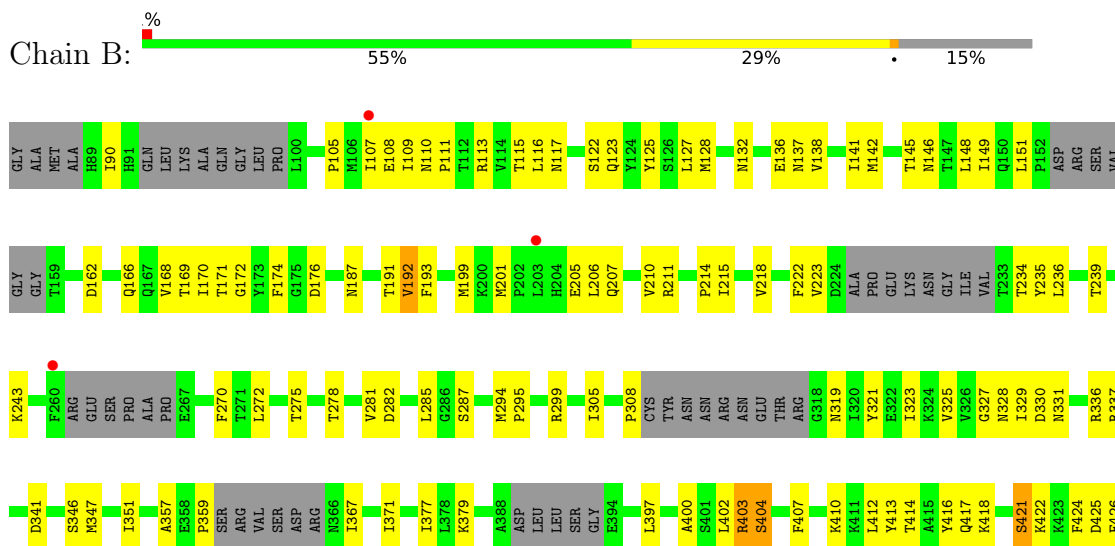 %
Chain B:
55% 29% • 15%
GLY ALA MET ALA H89 I90 H91 GLN LEU LYS ALA GLN GLY LEU PRO L100 P105 M106 I107 E108 I109 N110 P111 T112 R113 V114 T115 L116 N117 S122 Q123 Y124 Y125 S126 L127 M128 N132 E136 N137 V138 I141 M142 T145 N146 T147 L148 I149 Q150 L151 P152 ASP ARG SER VAL
GLY GLY T159 D162 Q166 Q167 V168 T169 I170 T171 G172 Y173 F174 G175 D176 N187 T191 V192 F193 M199 K200 M201 P202 L203 H204 E205 L206 Q207 V210 R211 P214 I215 V218 F222 V223 D224 ALA PRO GLU LYS ASN GLY ILE VAL T233 T234 Y235 L236 T239
K243 F260 ARG GLU SER PRO ALA PRO E267 F270 T271 L272 T275 T278 V281 D282 L285 G286 S287 M294 P295 R299 I305 P308 CYS TYR ASN ASN ARG ASN GLU THR ARG G318 N319 I320 Y321 E322 I323 K324 V325 V326 G327 N328 I329 D330 N331 R336
D341 S346 M347 I351 A357 E358 P359 SER ARG VAL SER ASP ARG N366 I367 I371 I377 L378 K379 A388 ASP LEU LEU SER GLY E394 L397 A400 S401 L402 R403 S404 F407 K410 K411 L412 Y413 T414 A415 Y416 Q417 K418 S421 K422 K423 F424 D425